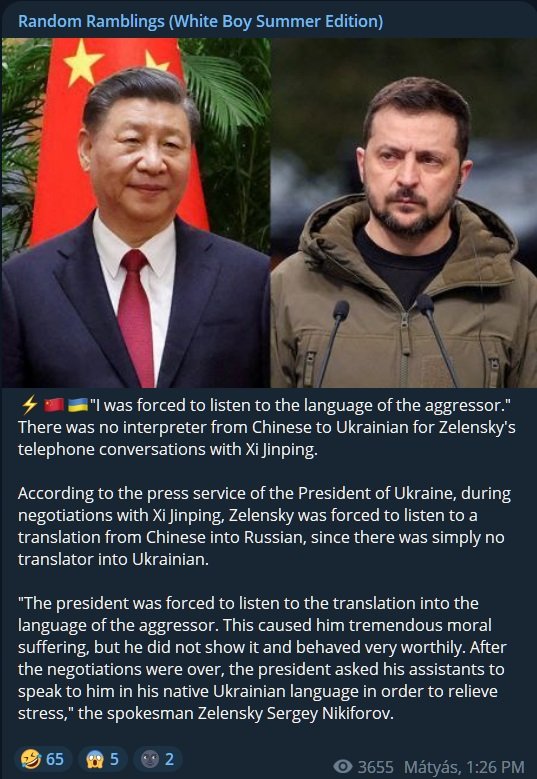 Random Ramblings (White Boy Summer Edition)
⚡🇨🇳🇺🇦"I was forced to listen to the language of the aggressor."
There was no interpreter from Chinese to Ukrainian for Zelensky's
telephone conversations with Xi Jinping.
According to the press service of the President of Ukraine, during
negotiations with Xi Jinping, Zelensky was forced to listen to a
translation from Chinese into Russian, since there was simply no
translator into Ukrainian.
"The president was forced to listen to the translation into the
language of the aggressor. This caused him tremendous moral
suffering, but he did not show it and behaved very worthily. After
the negotiations were over, the president asked his assistants to
speak to him in his native Ukrainian language in order to relieve
stress," the spokesman Zelensky Sergey Nikiforov.
🤣 65 😱 5 🌚 2 3655 Mátyás, 1:26 PM